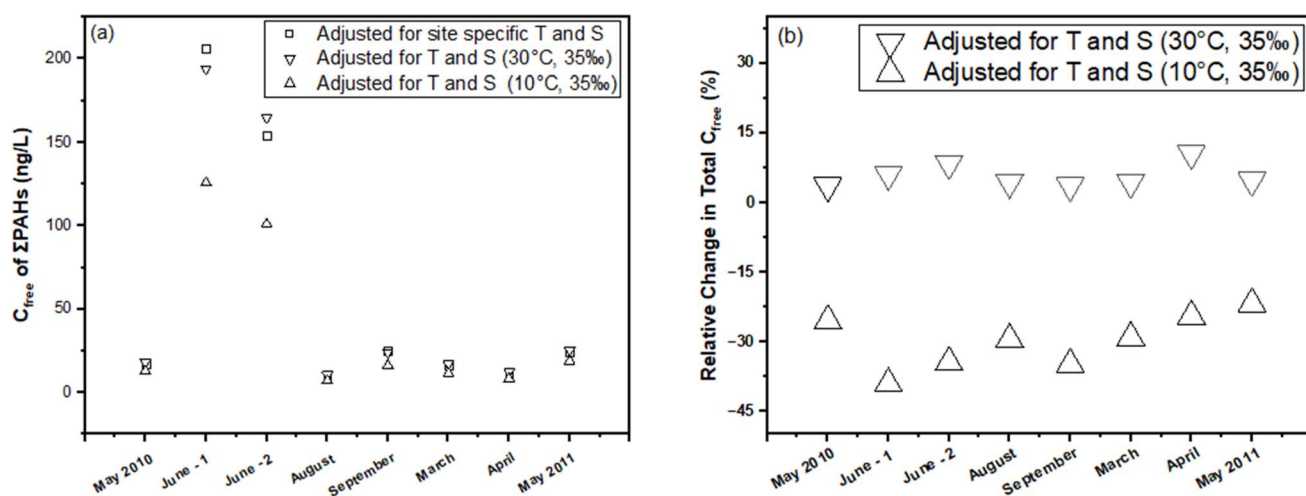 (a)
Adjusted for site specific T and S
Adjusted for T and S (30°C, 35‰)
Adjusted for T and S (10°C, 35‰)
C_free of ΣPAHs (ng/L)
200
150
100
50
0
May 2010
June - 1
June - 2
August
September
March
April
May 2011
(b)
Adjusted for T and S (30°C, 35‰)
Adjusted for T and S (10°C, 35‰)
Relative Change in Total C_free (%)
30
15
0
−15
−30
−45
May 2010
June - 1
June - 2
August
September
March
April
May 2011